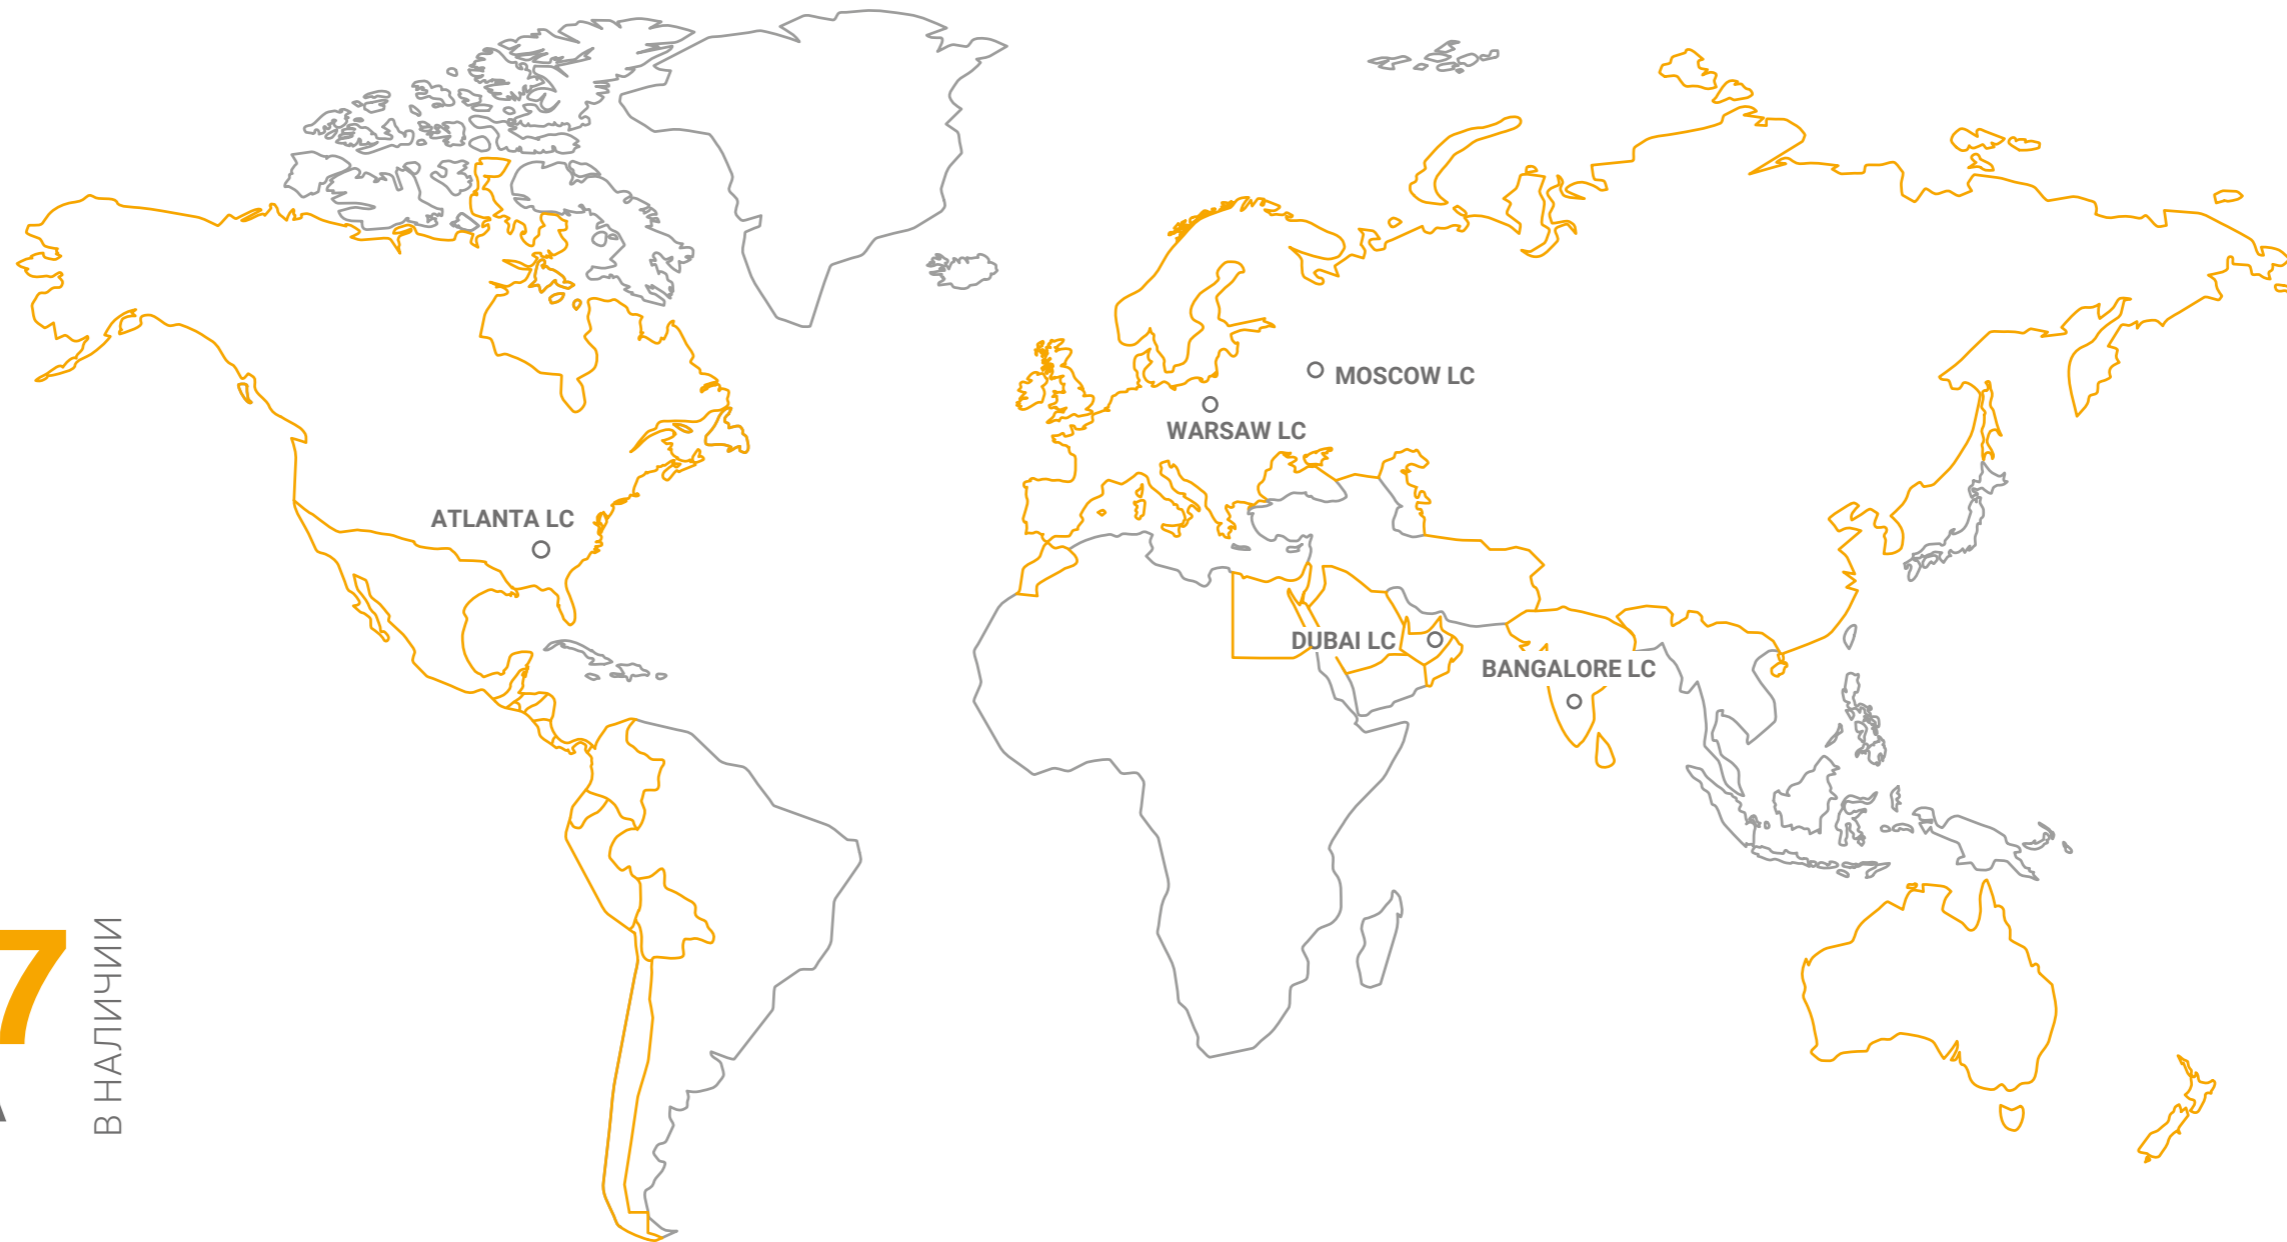 MOSCOW LC
WARSAW LC
ATLANTA LC
DUBAI LC
BANGALORE LC
7
В НАЛИЧИИ